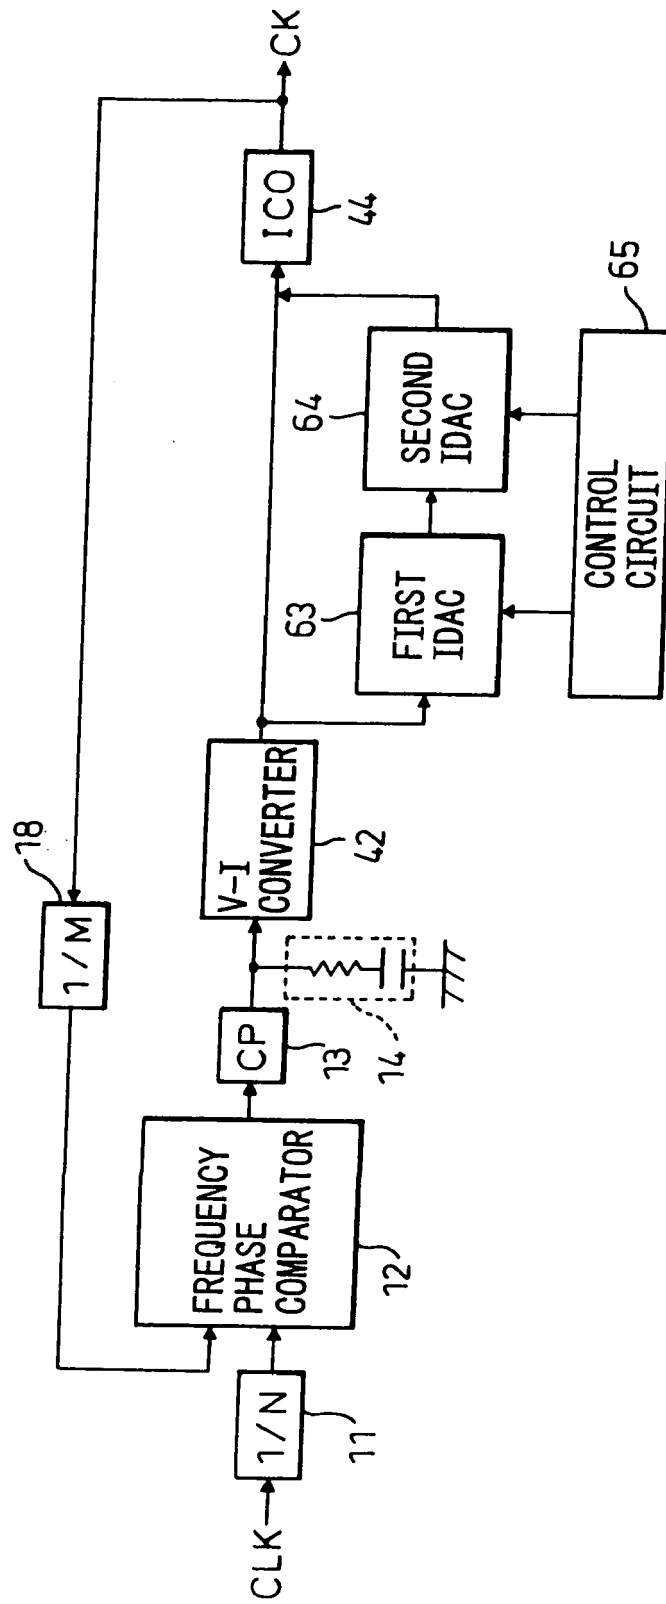 CLK
1/N
11
FREQUENCY
PHASE
COMPARATOR
12
CP
13
14
V-I
CONVERTER
42
1/M
18
FIRST
IDAC
63
SECOND
IDAC
64
CONTROL
CIRCUIT
65
ICO
44
CK